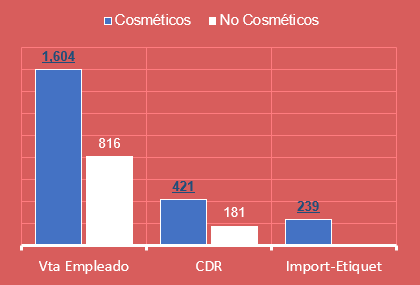 Cosméticos No Cosméticos
1,604
816
421
181
239
Vta Empleado CDR Import-Etiquet